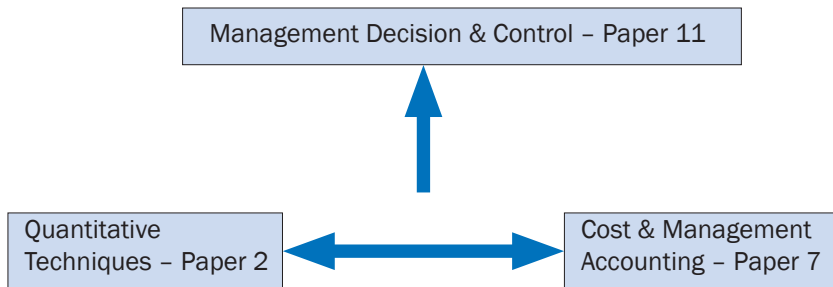 Management Decision & Control – Paper 11
Quantitative
Techniques – Paper 2
Cost & Management
Accounting – Paper 7